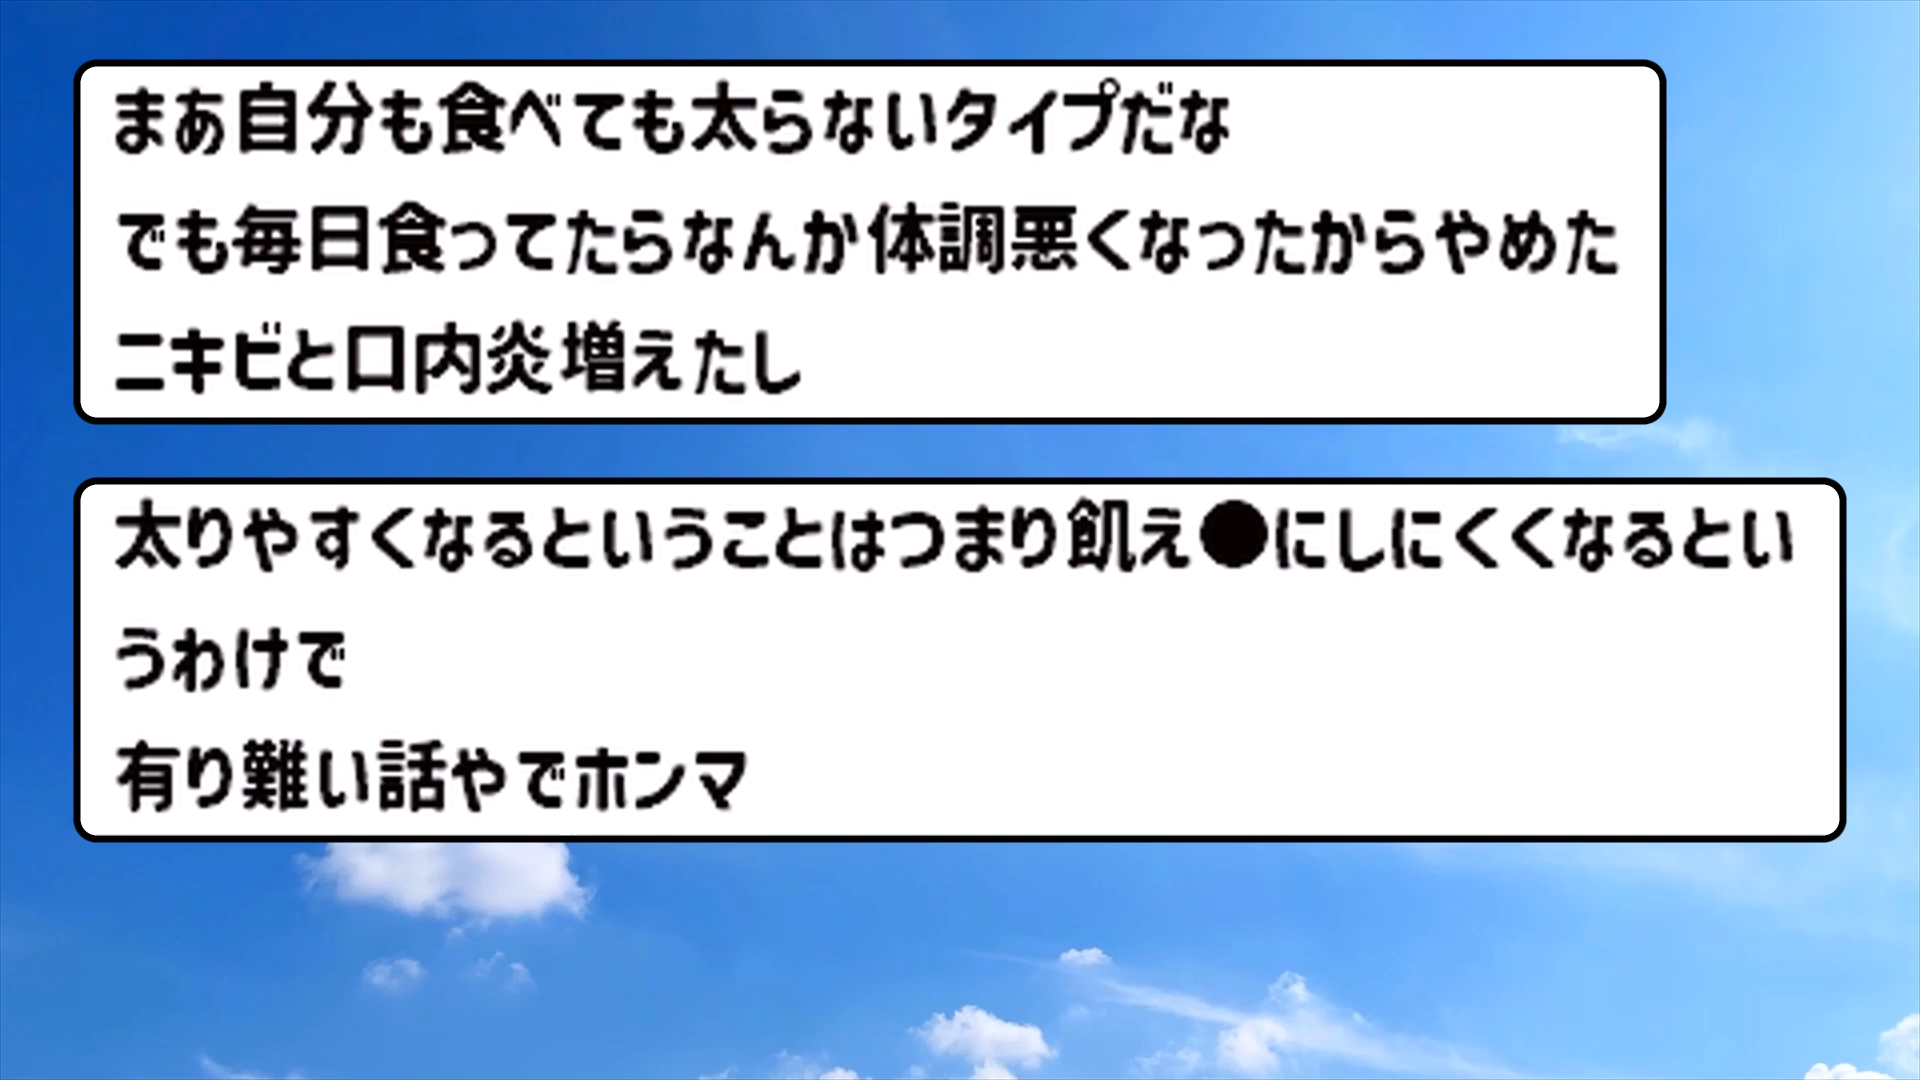 まあ自分も食べても太らないタイプだな
でも毎日食ってたらなんか体調悪くなったからやめた
ニキビと口内炎増えたし
太りやすくなるということはつまり飢え●にしにくくなるとい
うわけで
有り難い話やでホンマ